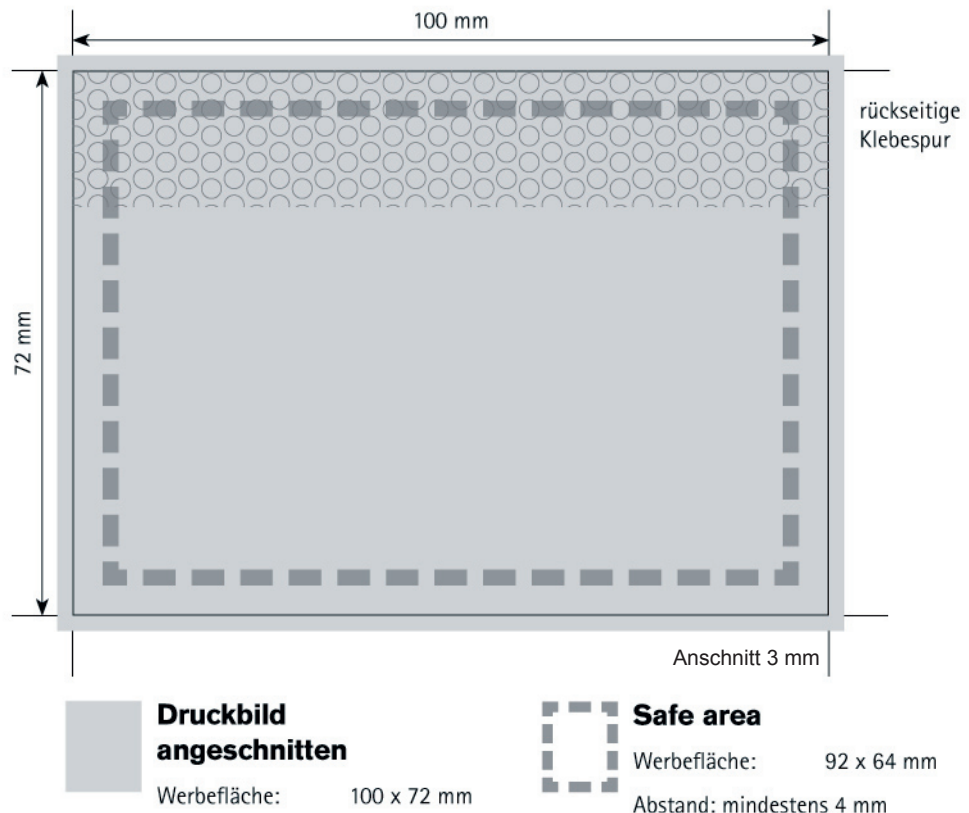 100 mm
rückseitige
Klebespur
72 mm
Anschnitt 3 mm
Druckbild
angeschnitten
Werbefläche: 100 x 72 mm
Safe area
Werbefläche: 92 x 64 mm
Abstand: mindestens 4 mm